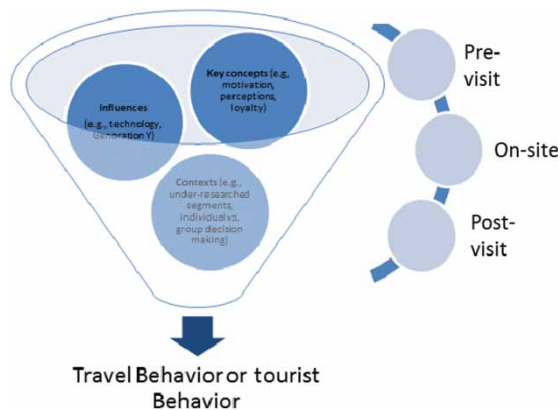 Key concepts (e.g,
motivation,
perceptions,
loyalty)
Influences
(e.g., technology,
Generation Y)
Contexts (e.g.,
under-researched
segments,
individual vs.
group decision
making)
Travel Behavior or tourist
Behavior
Pre-
visit
On-site
Post-
visit